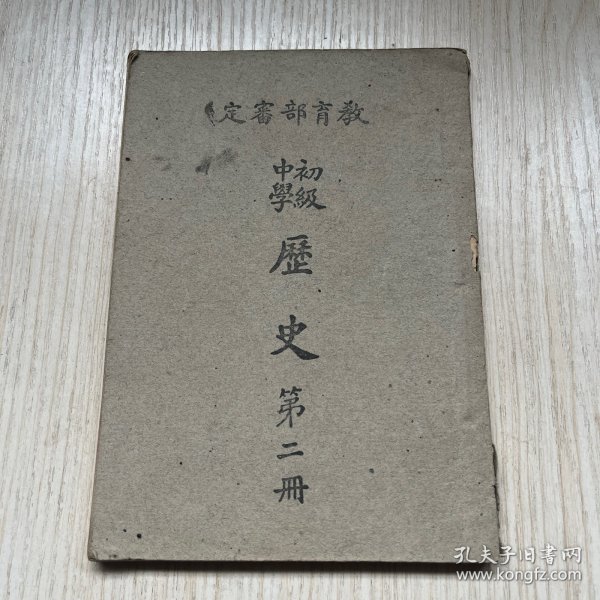 教育部審定
初級
中學
歷史第二冊
孔夫子旧书网
www.kongfz.com